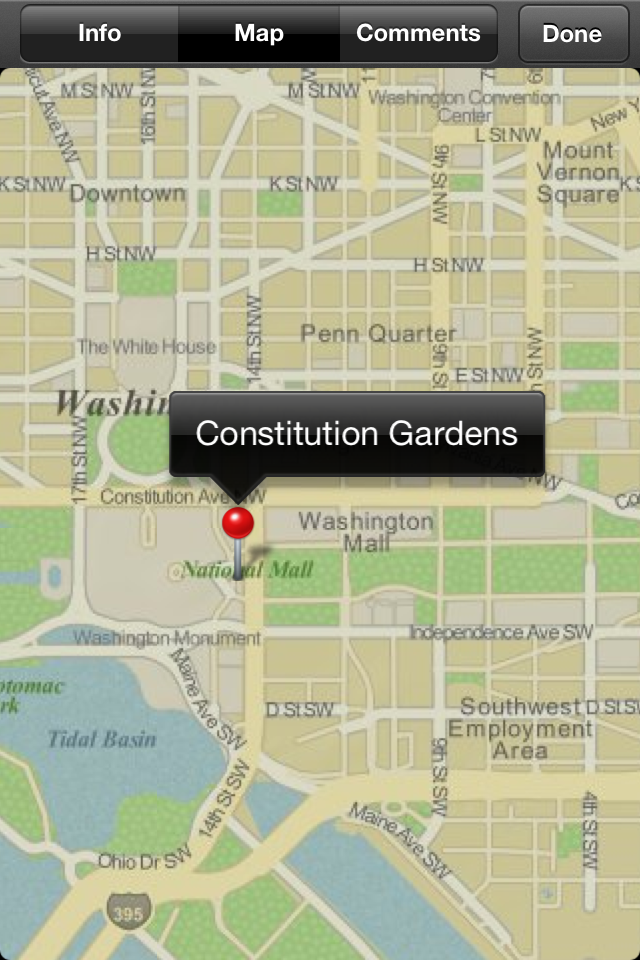 Info
Map
Comments
Done
M St NW
M St NW
16th St NW
Washington Convention
Center
L St NW
New Y
Mount
Vernon
Square
K St NW
Downtown
K St NW
9th St NW
H St NW
H St NW
The White House
14th St NW
Penn Quarter
E St NW
Washin
Constitution Gardens
17th St NW
Constitution Ave NW
Washington
Mall
National Mall
Washington Monument
Independence Ave SW
Maine Ave SW
otomac
rk
Tidal Basin
D St SW
Southwest
Employment
Area
D St SW
9th St SW
14th St SW
4th St SW
Maine Ave SW
Ohio Dr SW
395